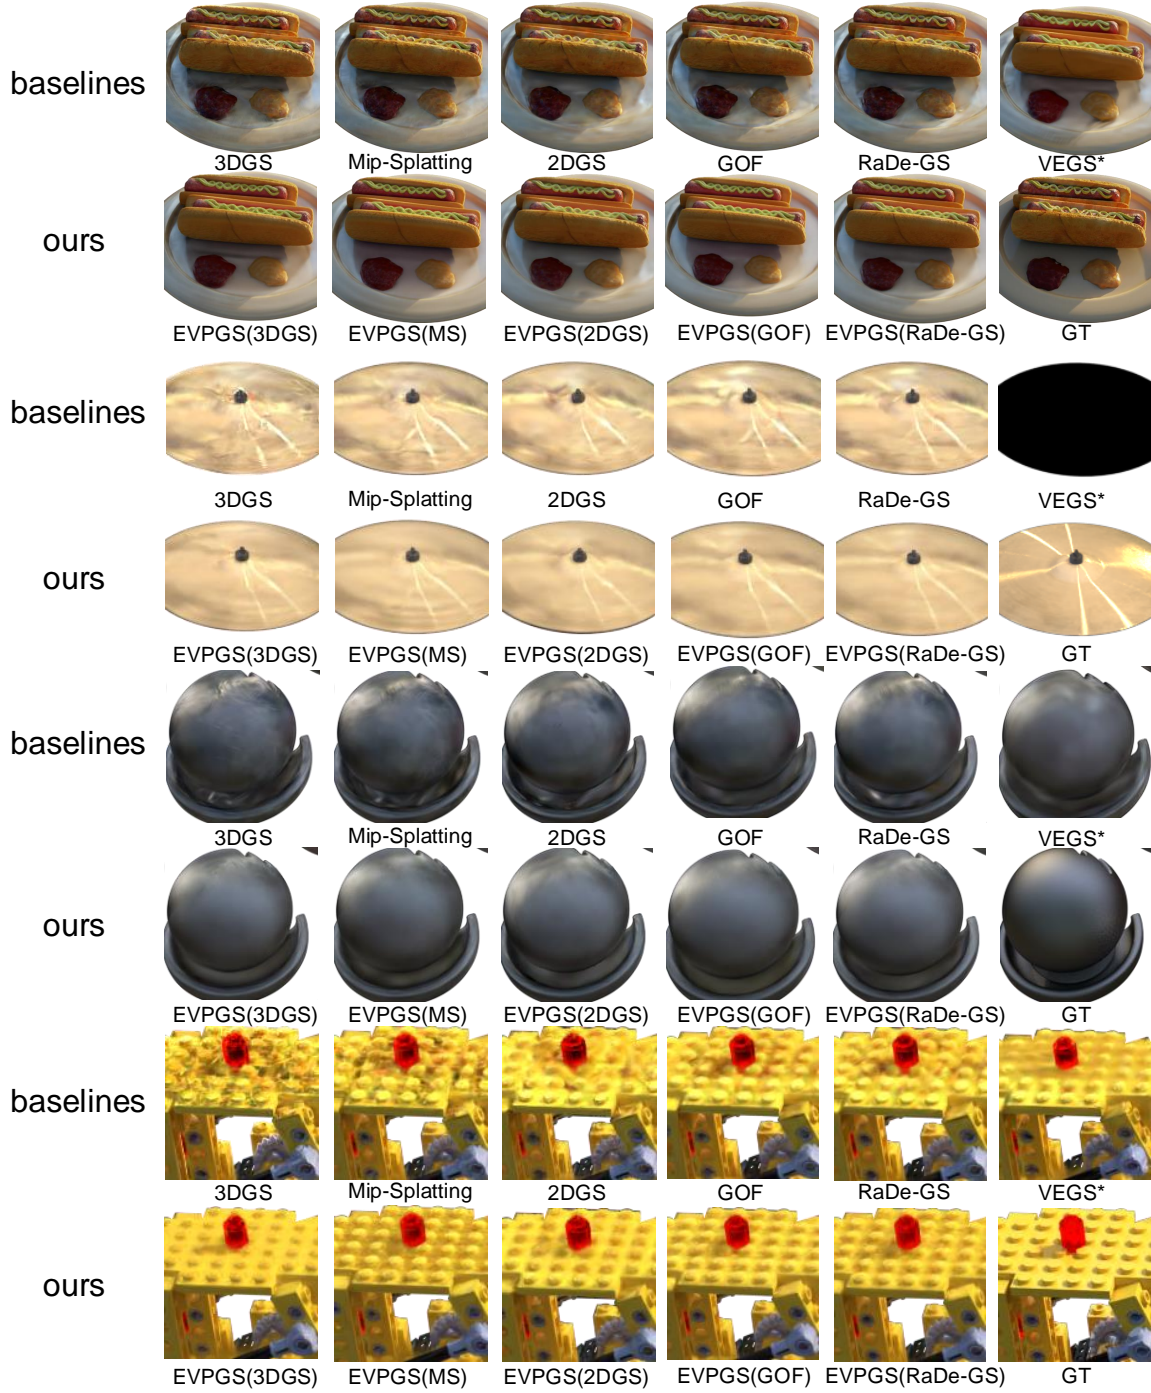 baselines
3DGS Mip-Splatting 2DGS GOF RaDe-GS VEGS*
ours
EVPGS(3DGS) EVPGS(MS) EVPGS(2DGS) EVPGS(GOF) EVPGS(RaDe-GS) GT
baselines
3DGS Mip-Splatting 2DGS GOF RaDe-GS VEGS*
ours
EVPGS(3DGS) EVPGS(MS) EVPGS(2DGS) EVPGS(GOF) EVPGS(RaDe-GS) GT
baselines
3DGS Mip-Splatting 2DGS GOF RaDe-GS VEGS*
ours
EVPGS(3DGS) EVPGS(MS) EVPGS(2DGS) EVPGS(GOF) EVPGS(RaDe-GS) GT
baselines
3DGS Mip-Splatting 2DGS GOF RaDe-GS VEGS*
ours
EVPGS(3DGS) EVPGS(MS) EVPGS(2DGS) EVPGS(GOF) EVPGS(RaDe-GS) GT